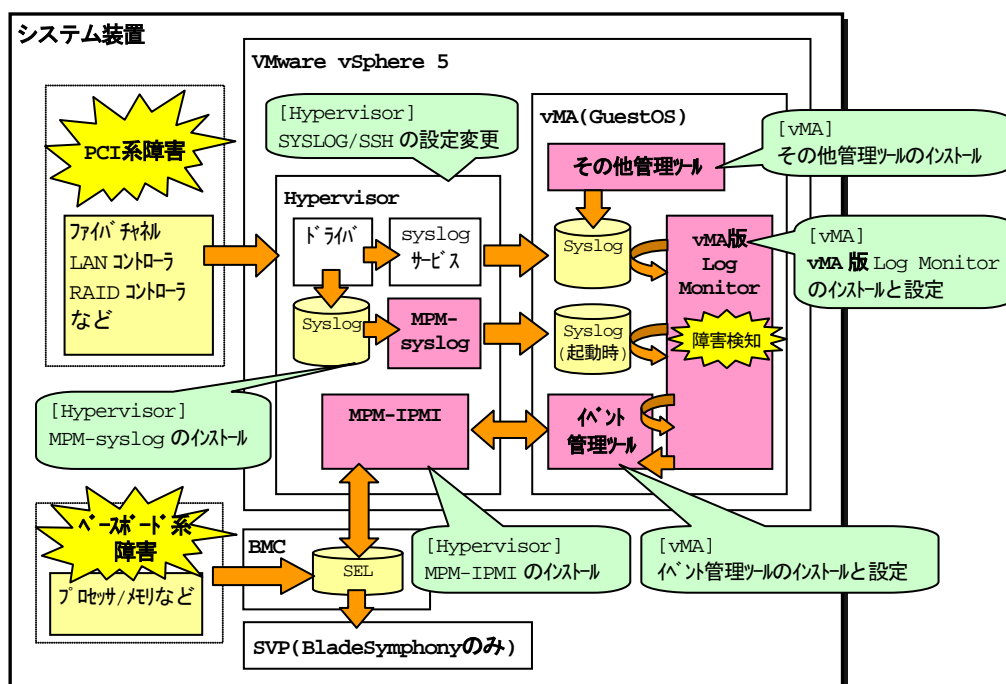 システム装置
VMware vSphere 5
[Hypervisor]
SYSLOG/SSH の設定変更
vMA(GuestOS)
[vMA]
その他管理ツールのインストール
PCI系障害
その他管理ツール
Hypervisor
ファイバチャネル
LAN コントローラ
RAID コントローラ
など
ドライバ
syslog
サービス
Syslog
vMA版
Log
Monitor
[vMA]
vMA 版 Log Monitor
のインストールと設定
Syslog
MPM-
syslog
Syslog
(起動時)
障害検知
[Hypervisor]
MPM-syslog のインストール
MPM-IPMI
イベント
管理ツール
ベースボード系
障害
プロセッサ/メモリなど
BMC
SEL
[Hypervisor]
MPM-IPMI のインストール
[vMA]
イベント管理ツールのインストールと設定
SVP(BladeSymphonyのみ)